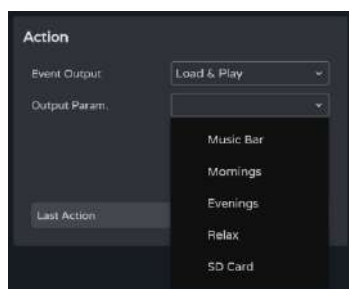 Action
Event Output
Load & Play
Output Param.
Music Bar
Mornings
Evenings
Relax
Last Action
SD Card